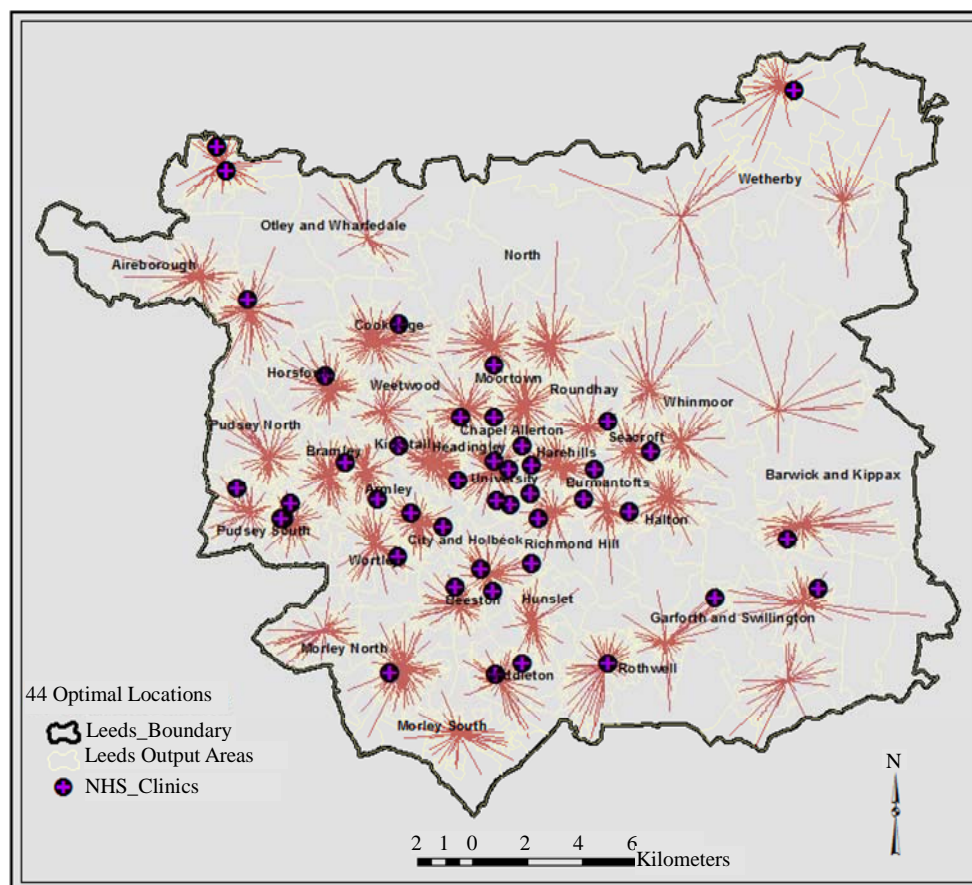 Wetherby
Otley and Wharfedale
North
Aireborough
Cookridge
Horsforth
Weetwood
Moortown
Roundhay
Whinmoor
Pudsey North
Chapel Allerton
Seacroft
Bramley
Kirkstall
Headingley
Harehills
University
Burmantofts
Barwick and Kippax
Armley
Halton
Pudsey South
City and Holbeck
Richmond Hill
Wortley
Beeston
Hunslet
Garforth and Swillington
Morley North
Rothwell
Middleton
Morley South
44 Optimal Locations
Leeds_Boundary
Leeds Output Areas
NHS_Clinics
N
2 1 0 2 4 6
Kilometers